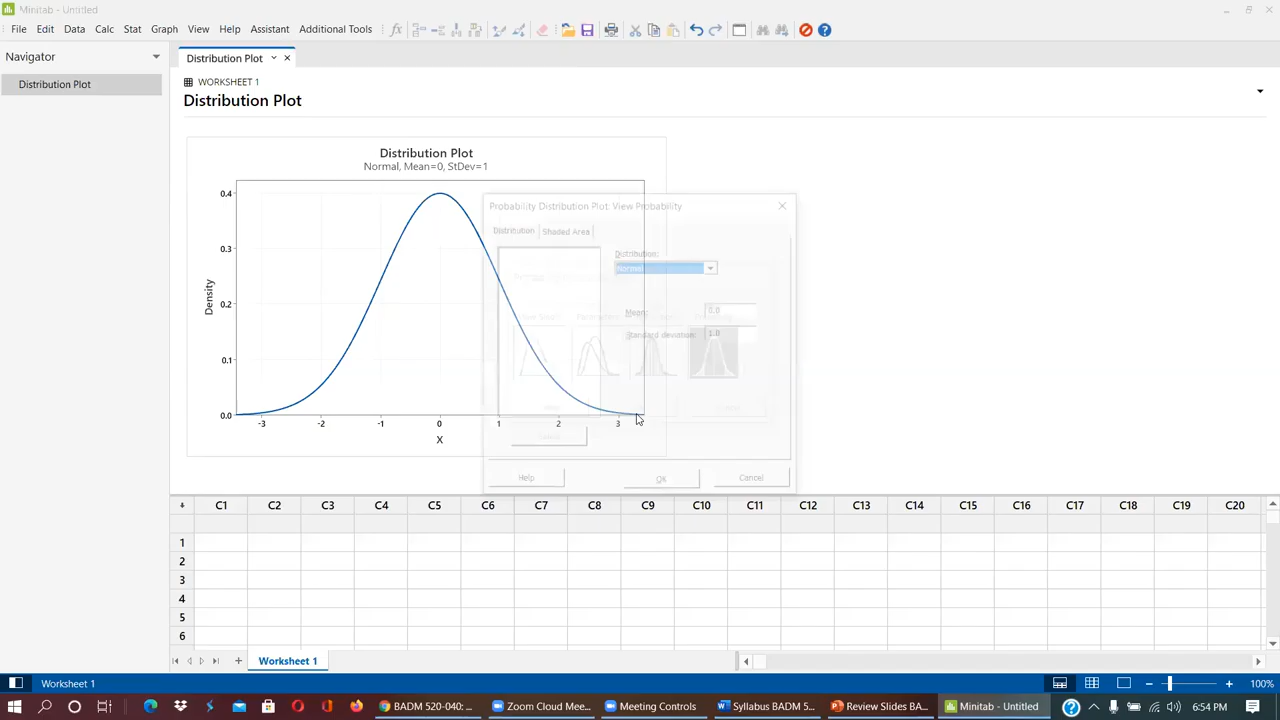 Minitab - Untitled
File Edit Data Calc Stat Graph View Help Assistant Additional Tools
Navigator
Distribution Plot
Distribution Plot
WORKSHEET 1
Distribution Plot
Distribution Plot
Normal, Mean=0, StDev=1
0.4
0.3
0.2
0.1
0.0
Density
-3 -2 -1 0 1 2 3
X
Probability Distribution Plot: View Probability
Distribution Shaded Area
Distribution:
Normal
Mean: 0.0
Standard deviation: 1.0
Help OK Cancel
C1 C2 C3 C4 C5 C6 C7 C8 C9 C10 C11 C12 C13 C14 C15 C16 C17 C18 C19 C20
1
2
3
4
5
6
Worksheet 1
Worksheet 1
100%
BADM 520-040: ...
Zoom Cloud Mee...
Meeting Controls
Syllabus BADM 5...
Review Slides BA...
Minitab - Untitled
6:54 PM